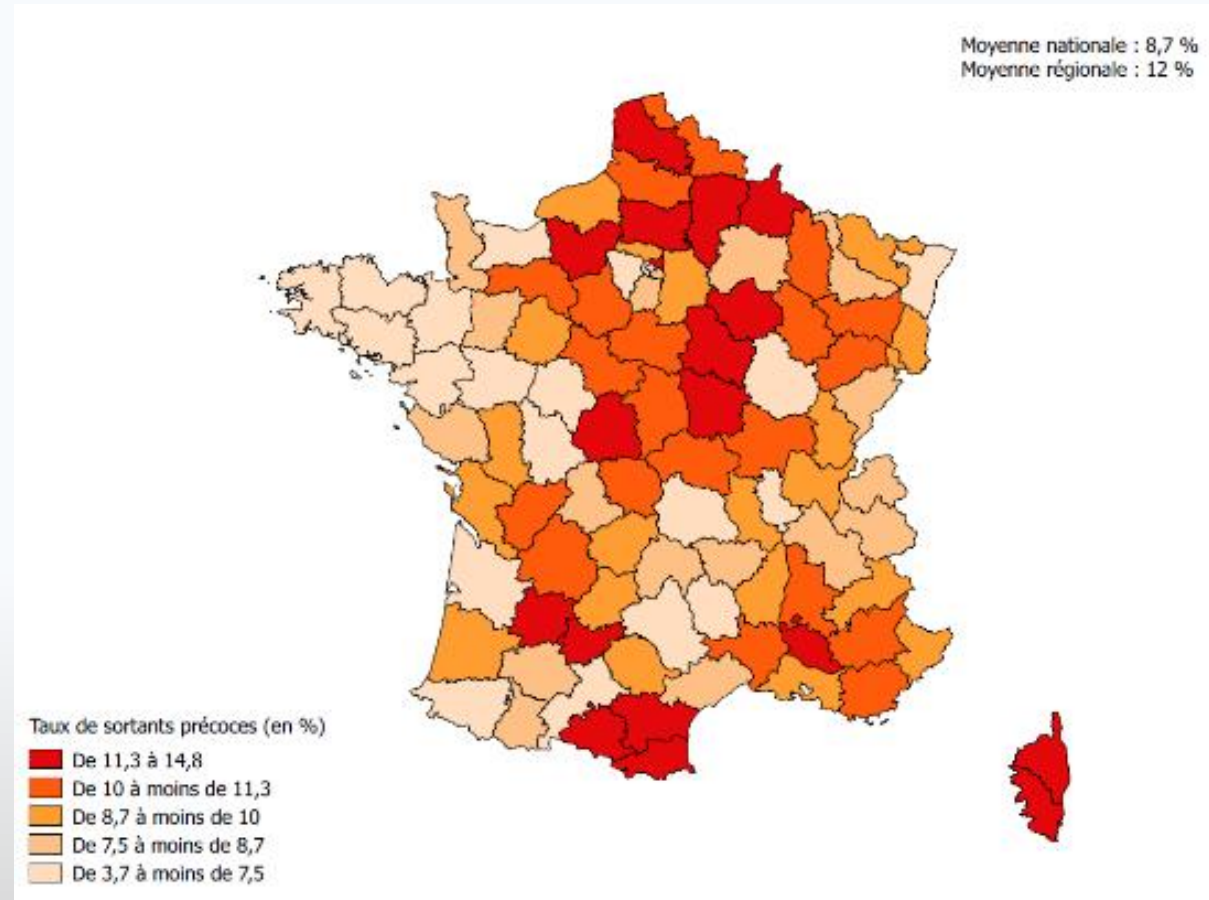 Moyenne nationale : 8,7 %
Moyenne régionale : 12 %
Taux de sortants précoces (en %)
De 11,3 à 14,8
De 10 à moins de 11,3
De 8,7 à moins de 10
De 7,5 à moins de 8,7
De 3,7 à moins de 7,5